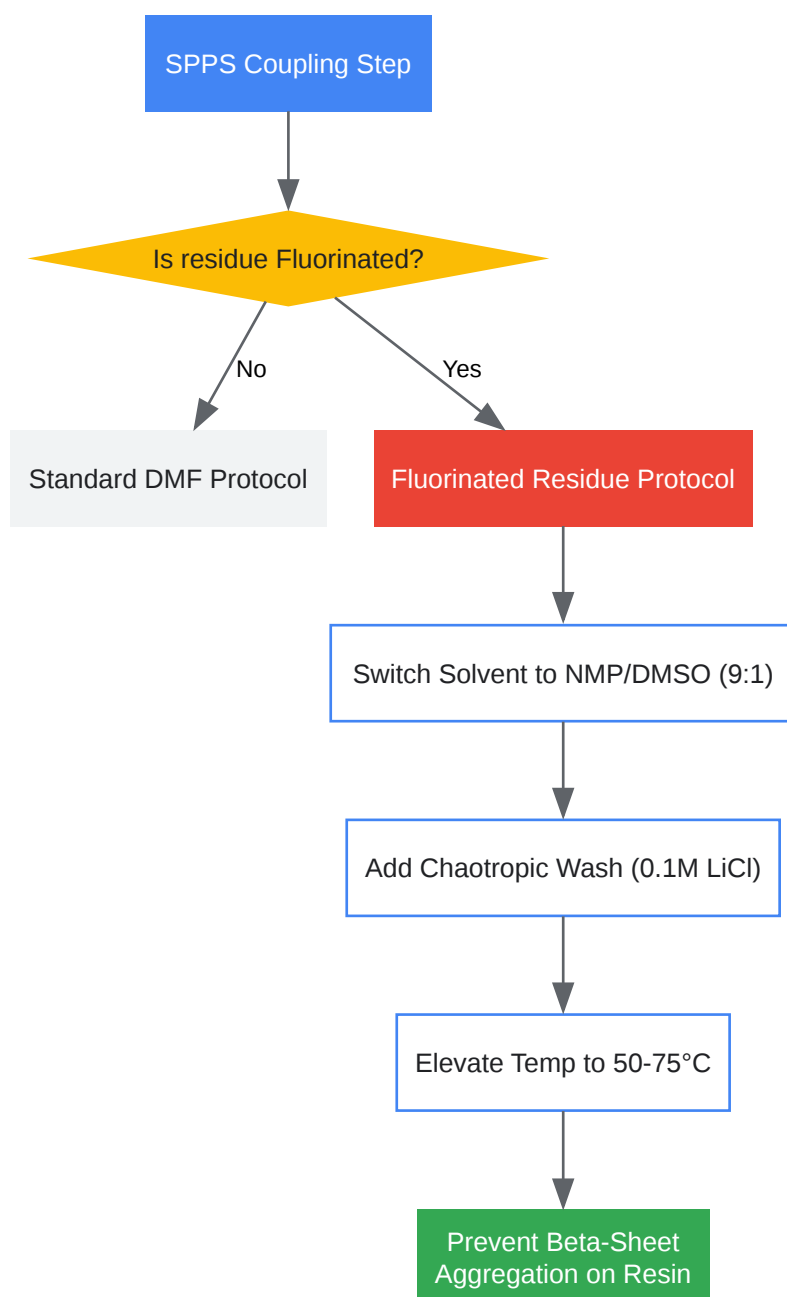 SPPS Coupling Step
Is residue Fluorinated?
No
Yes
Standard DMF Protocol
Fluorinated Residue Protocol
Switch Solvent to NMP/DMSO (9:1)
Add Chaotropic Wash (0.1M LiCl)
Elevate Temp to 50-75°C
Prevent Beta-Sheet
Aggregation on Resin